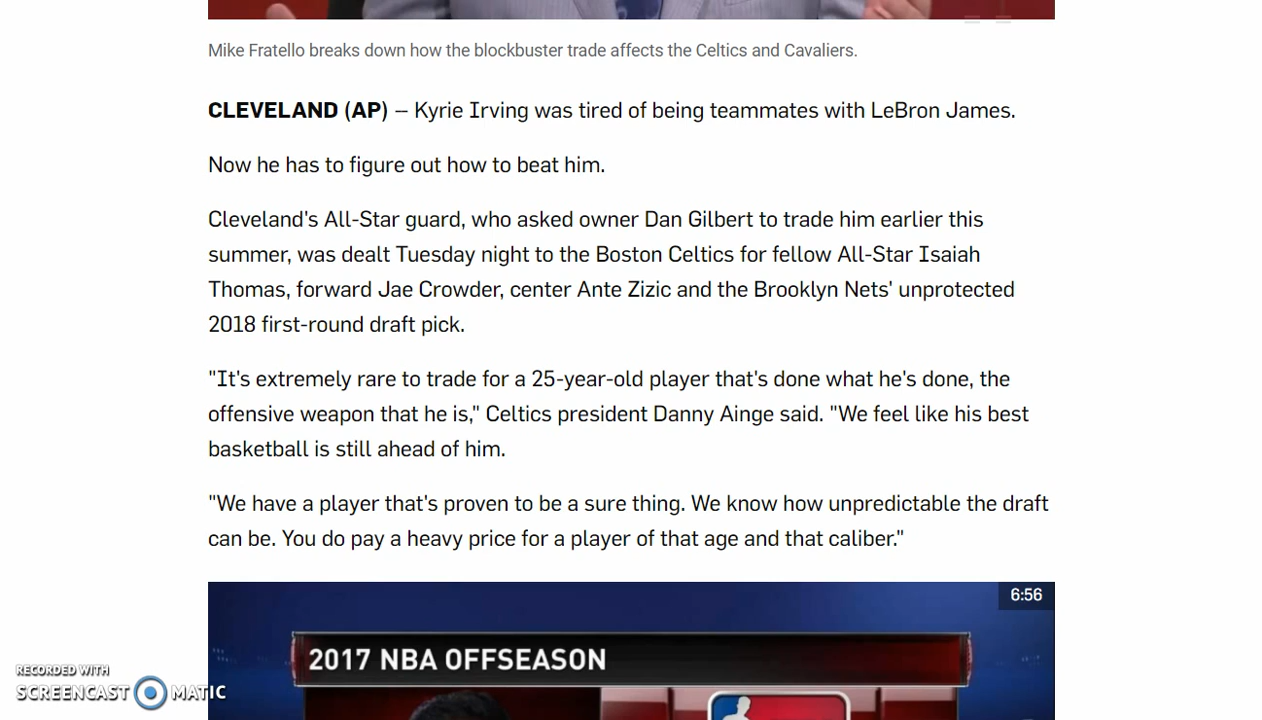 Mike Fratello breaks down how the blockbuster trade affects the Celtics and Cavaliers.
CLEVELAND (AP) – Kyrie Irving was tired of being teammates with LeBron James.
Now he has to figure out how to beat him.
Cleveland's All-Star guard, who asked owner Dan Gilbert to trade him earlier this
summer, was dealt Tuesday night to the Boston Celtics for fellow All-Star Isaiah
Thomas, forward Jae Crowder, center Ante Zizic and the Brooklyn Nets' unprotected
2018 first-round draft pick.
"It's extremely rare to trade for a 25-year-old player that's done what he's done, the
offensive weapon that he is," Celtics president Danny Ainge said. "We feel like his best
basketball is still ahead of him.
"We have a player that's proven to be a sure thing. We know how unpredictable the draft
can be. You do pay a heavy price for a player of that age and that caliber."
6:56
2017 NBA OFFSEASON
RECORDED WITH
SCREENCAST MATIC